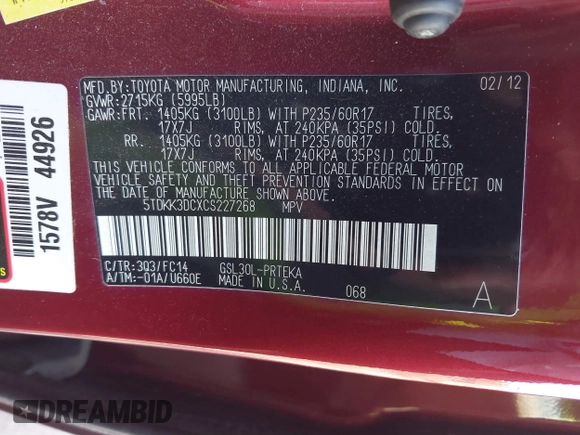 MFD.BY:TOYOTA MOTOR MANUFACTURING, INDIANA, INC. 02/12
GVWR:2715KG (5995LB)
GAWR:FRT. 1405KG (3100LB) WITH P235/60R17 TIRES,
17X7J RIMS, AT 240KPA (35PSI) COLD.
RR. 1405KG (3100LB) WITH P235/60R17 TIRES,
17X7J RIMS, AT 240KPA (35PSI) COLD.
THIS VEHICLE CONFORMS TO ALL APPLICABLE FEDERAL MOTOR
VEHICLE SAFETY AND THEFT PREVENTION STANDARDS IN EFFECT ON
THE DATE OF MANUFACTURE SHOWN ABOVE.
5TDKK3DCXCS227268 MPV
C/TR:3Q3/FC14 GSL30L-PRTEKA
A/TM:-01A/U660E MADE IN U.S.A. 068 A
1578V 44926
DREAMBID